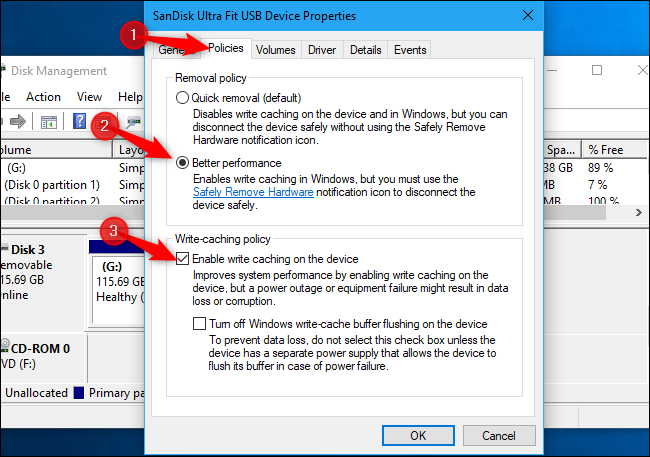 SanDisk Ultra Fit USB Device Properties
1
General Policies Volumes Driver Details Events
Disk Management
Action View Help
Removal policy
Quick removal (default)
Disables write caching on the device and in Windows, but you can
disconnect the device safely without using the Safely Remove
Hardware notification icon.
2
Better performance
Enables write caching in Windows, but you must use the
Safely Remove Hardware notification icon to disconnect the
device safely.
Spa... % Free
38 GB 89 %
MB 7 %
MB 100 %
(G:) Simp
(Disk 0 partition 1) Simp
(Disk 0 partition 2) Simp
3
Write-caching policy
Enable write caching on the device
Improves system performance by enabling write caching on the
device, but a power outage or equipment failure might result in data
loss or corruption.
Turn off Windows write-cache buffer flushing on the device
To prevent data loss, do not select this check box unless the
device has a separate power supply that allows the device to
flush its buffer in case of power failure.
Disk 3
emovable
15.69 GB
nline
(G:)
115.69 GB
Healthy (
CD-ROM 0
VD (F:)
Unallocated Primary pa
OK Cancel